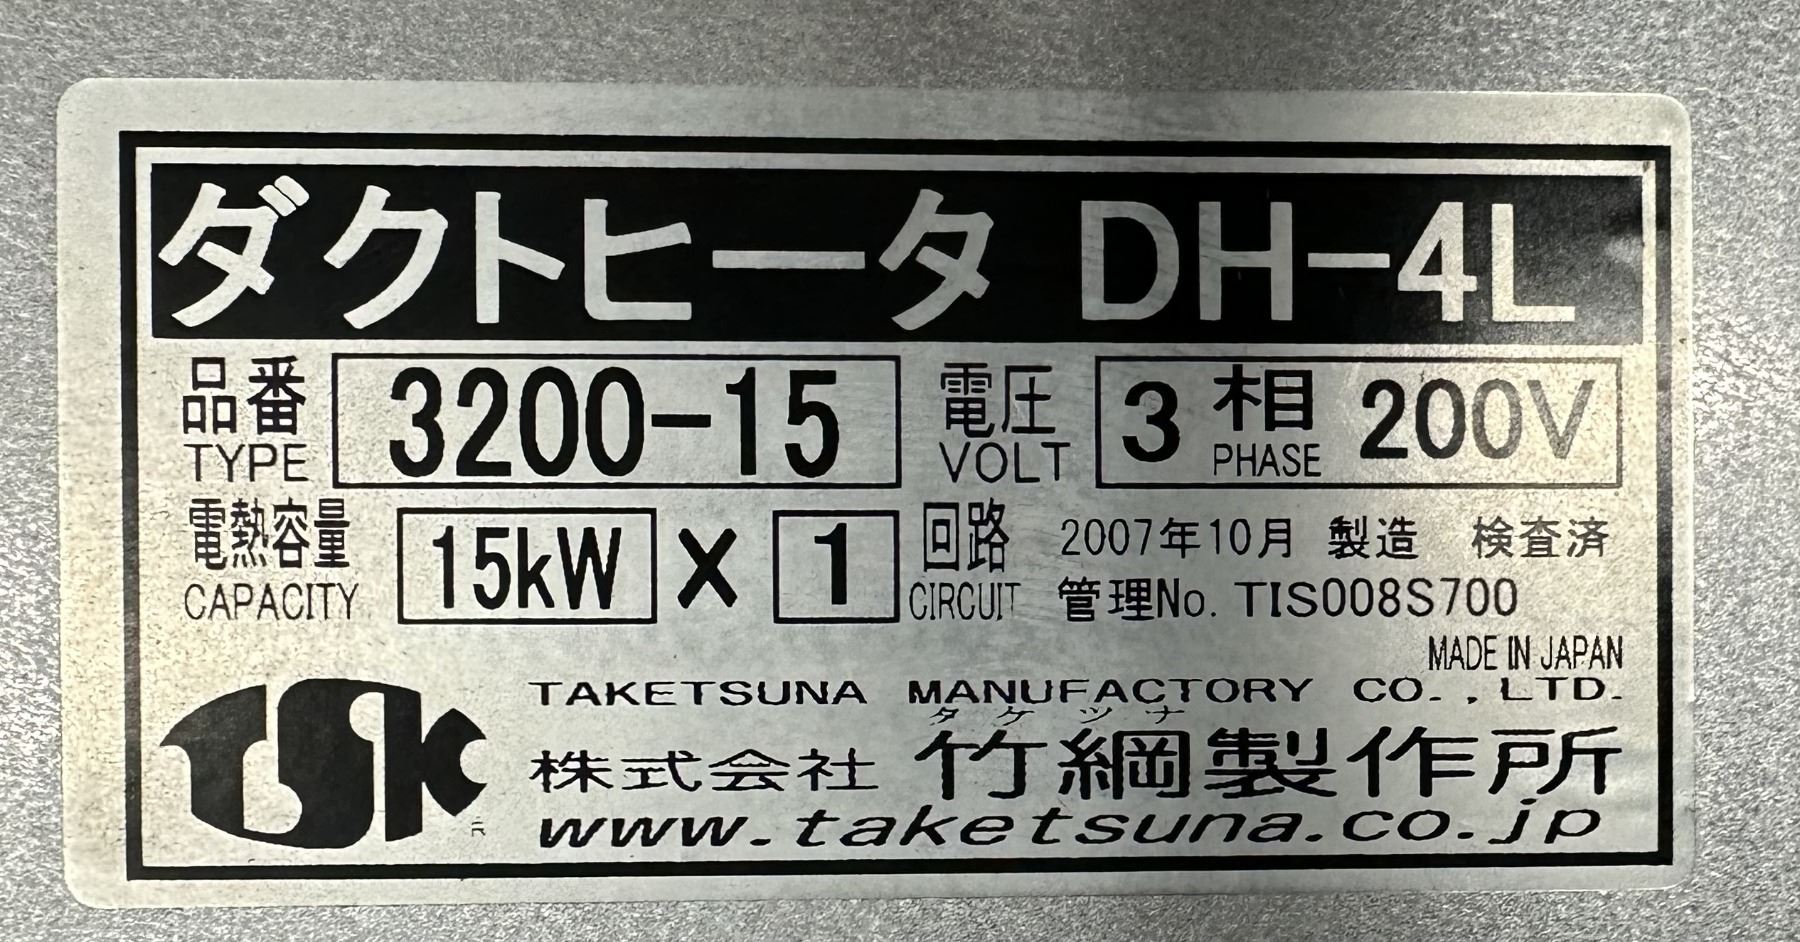 ダクトヒータ DH-4L
品番 TYPE 3200-15 電圧 VOLT 3相 PHASE 200V
電熱容量 CAPACITY 15kW × 1 回路 CIRCUIT
2007年10月 製造 検査済
管理No. TIS008S700
MADE IN JAPAN
TSK R
TAKETSUNA MANUFACTORY CO.,LTD.
タケツナ
株式会社 竹綱製作所
www.taketsuna.co.jp